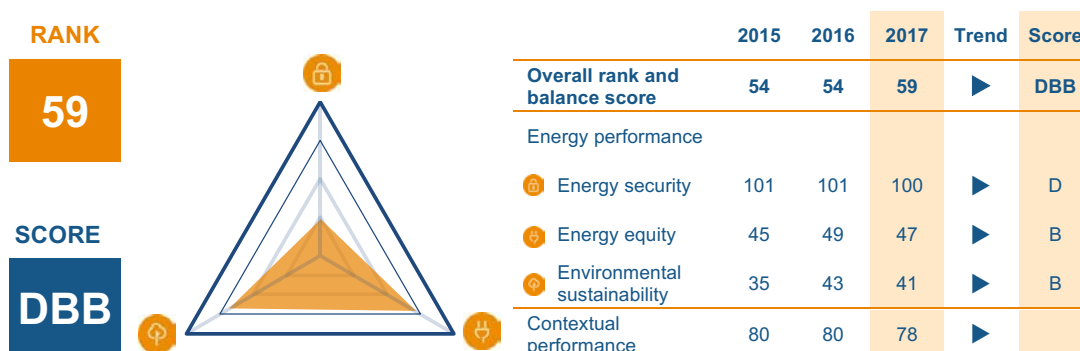 RANK
59
SCORE
DBB
2015 2016 2017 Trend Score
Overall rank and
balance score 54 54 59 DBB
Energy performance
Energy security 101 101 100 D
Energy equity 45 49 47 B
Environmental
sustainability 35 43 41 B
Contextual
performance 80 80 78